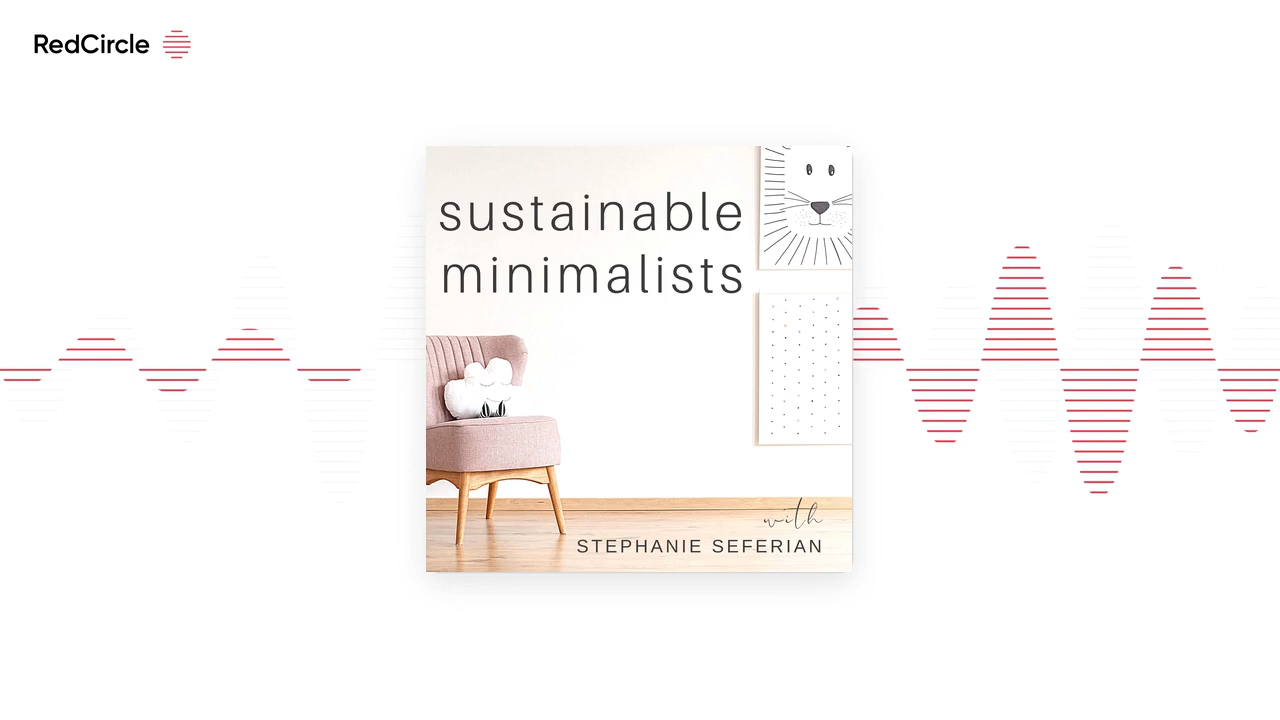 RedCircle
sustainable
minimalists
with
STEPHANIE SEFERIAN